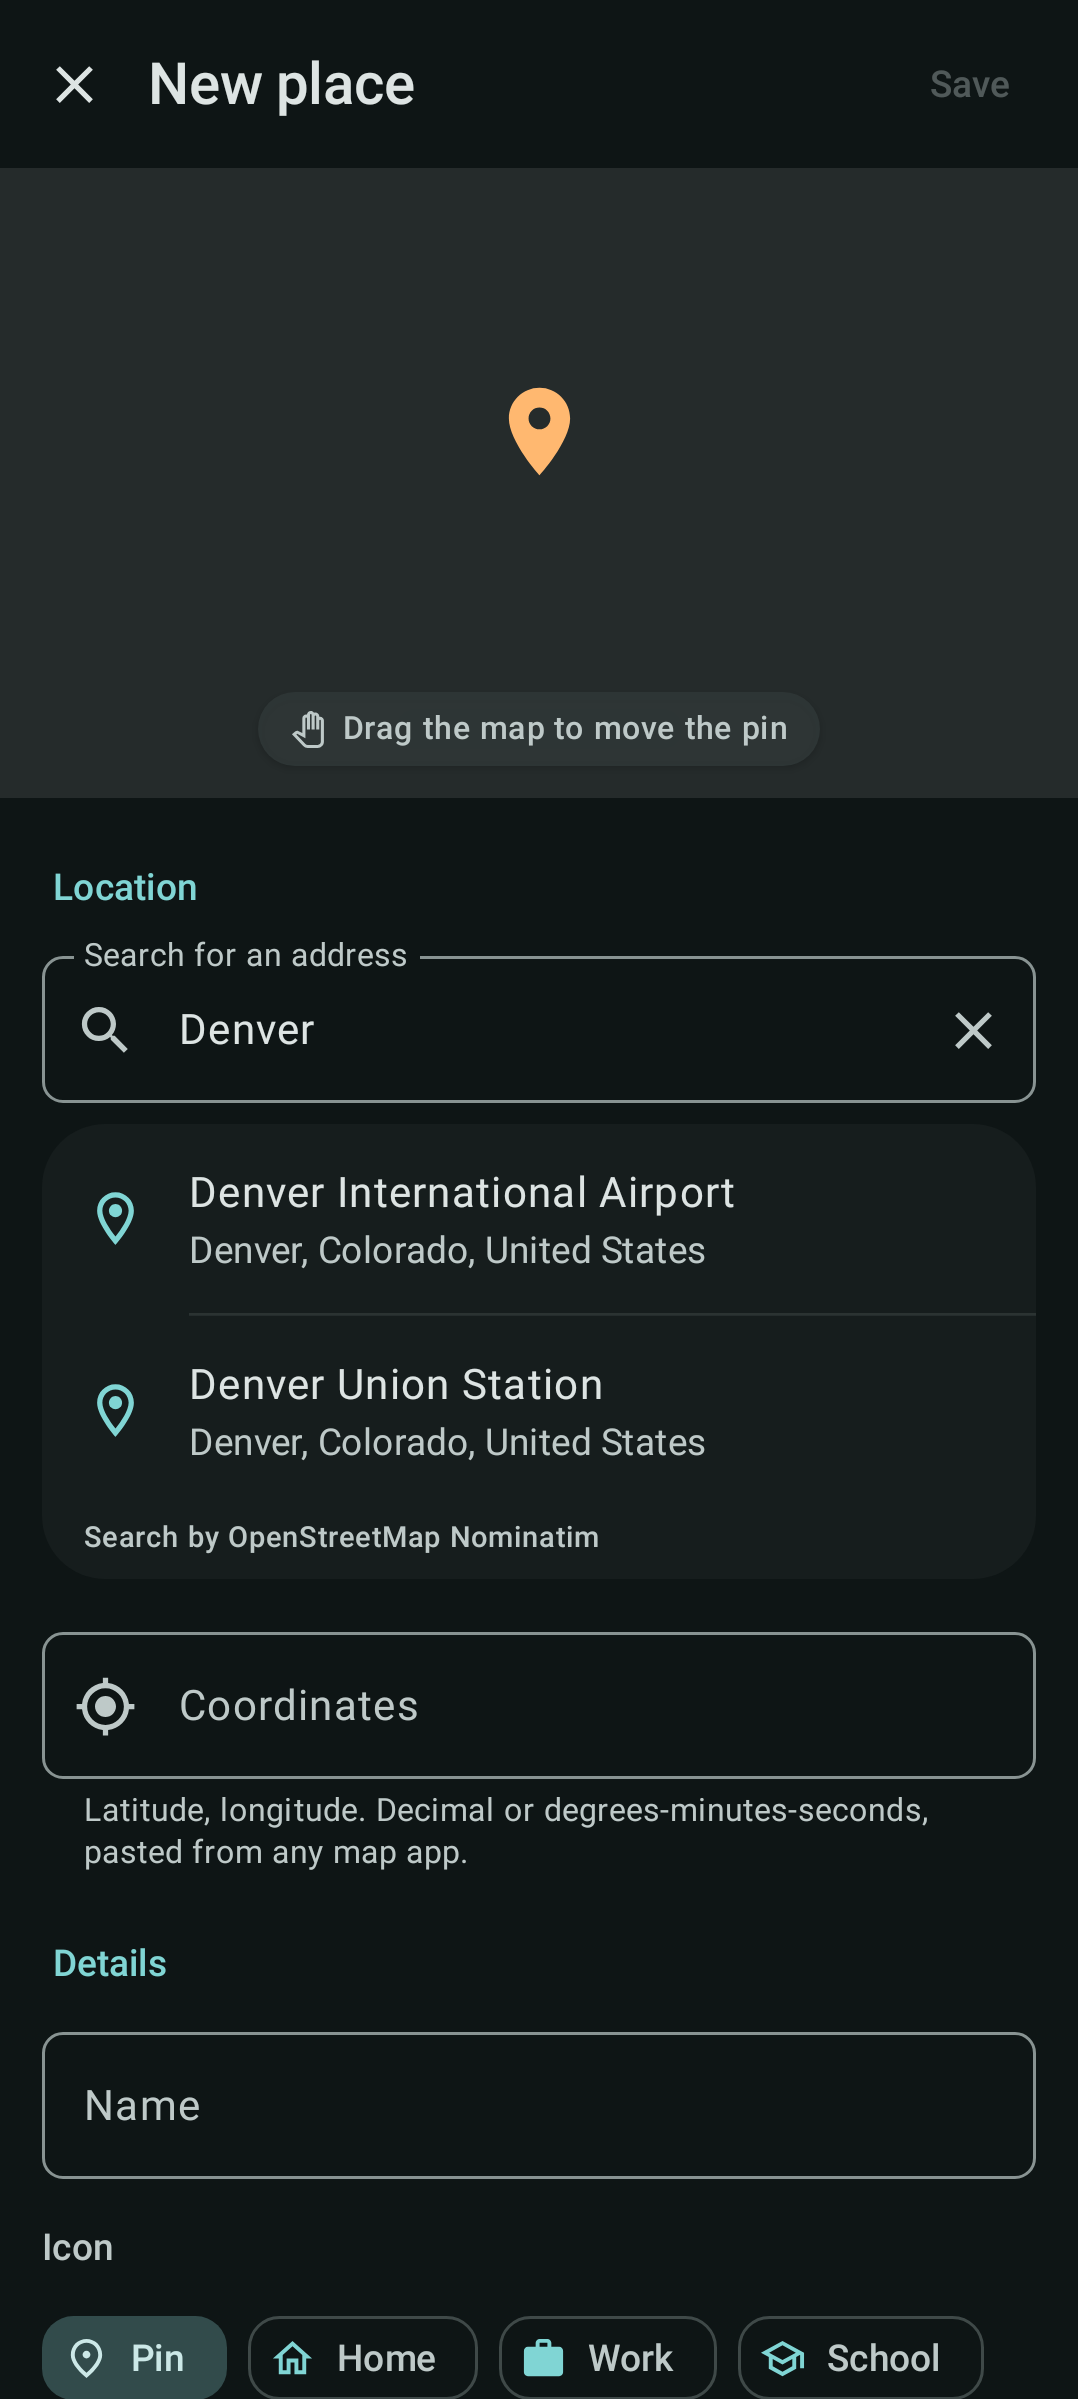 New place
Save
Drag the map to move the pin
Location
Search for an address
Denver
Denver International Airport
Denver, Colorado, United States
Denver Union Station
Denver, Colorado, United States
Search by OpenStreetMap Nominatim
Coordinates
Latitude, longitude. Decimal or degrees-minutes-seconds,
pasted from any map app.
Details
Name
Icon
Pin
Home
Work
School